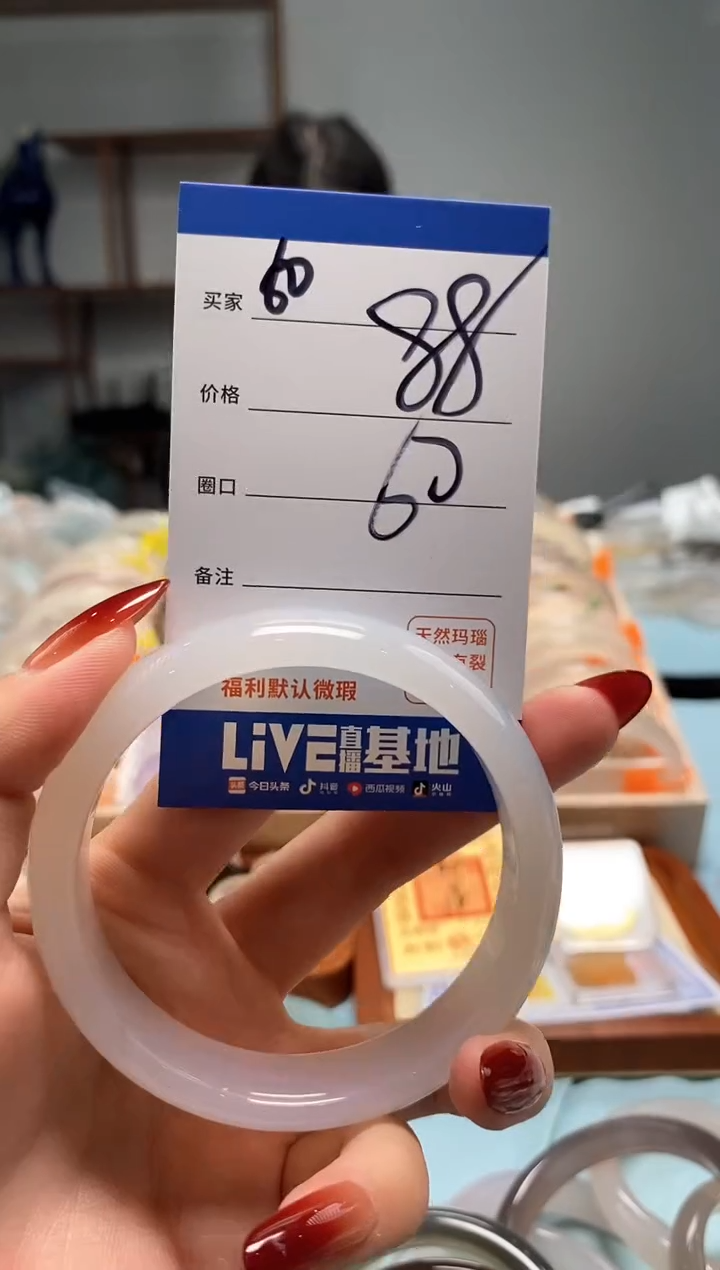 买家 60
88
价格
圈口 60
备注
天然玛瑙
有裂
福利默认微瑕
LiVE直播基地
今日头条 抖音 西瓜视频 火山